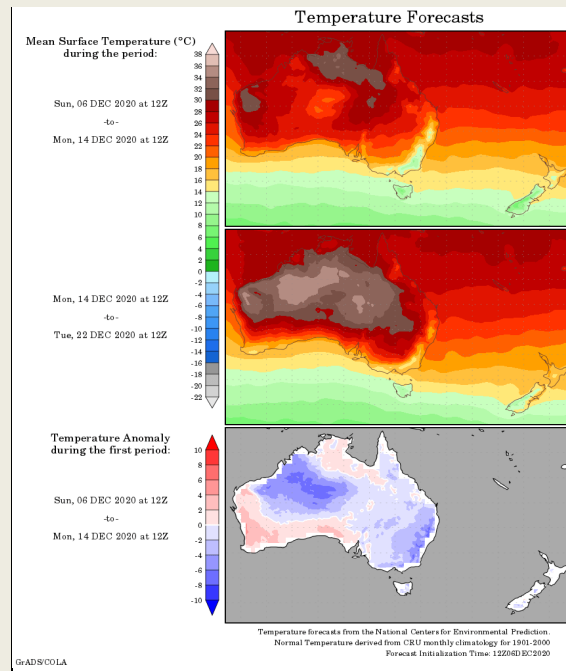 Temperature Forecasts
Mean Surface Temperature (°C)
during the period:
Sun, 06 DEC 2020 at 12Z
-to-
Mon, 14 DEC 2020 at 12Z
38
36
34
32
30
28
26
24
22
20
18
16
14
12
10
8
6
4
2
0
-2
-4
-6
-8
-10
-12
-14
-16
-18
-20
-22
Mon, 14 DEC 2020 at 12Z
-to-
Tue, 22 DEC 2020 at 12Z
Temperature Anomaly
during the first period:
Sun, 06 DEC 2020 at 12Z
-to-
Mon, 14 DEC 2020 at 12Z
10
8
6
4
2
0
-2
-4
-6
-8
-10
Temperature forecasts from the National Centers for Environmental Prediction.
Normal Temperature derived from CRU monthly climatology for 1901-2000
Forecast Initialization Time: 12Z06DEC2020
GrADS/COLA